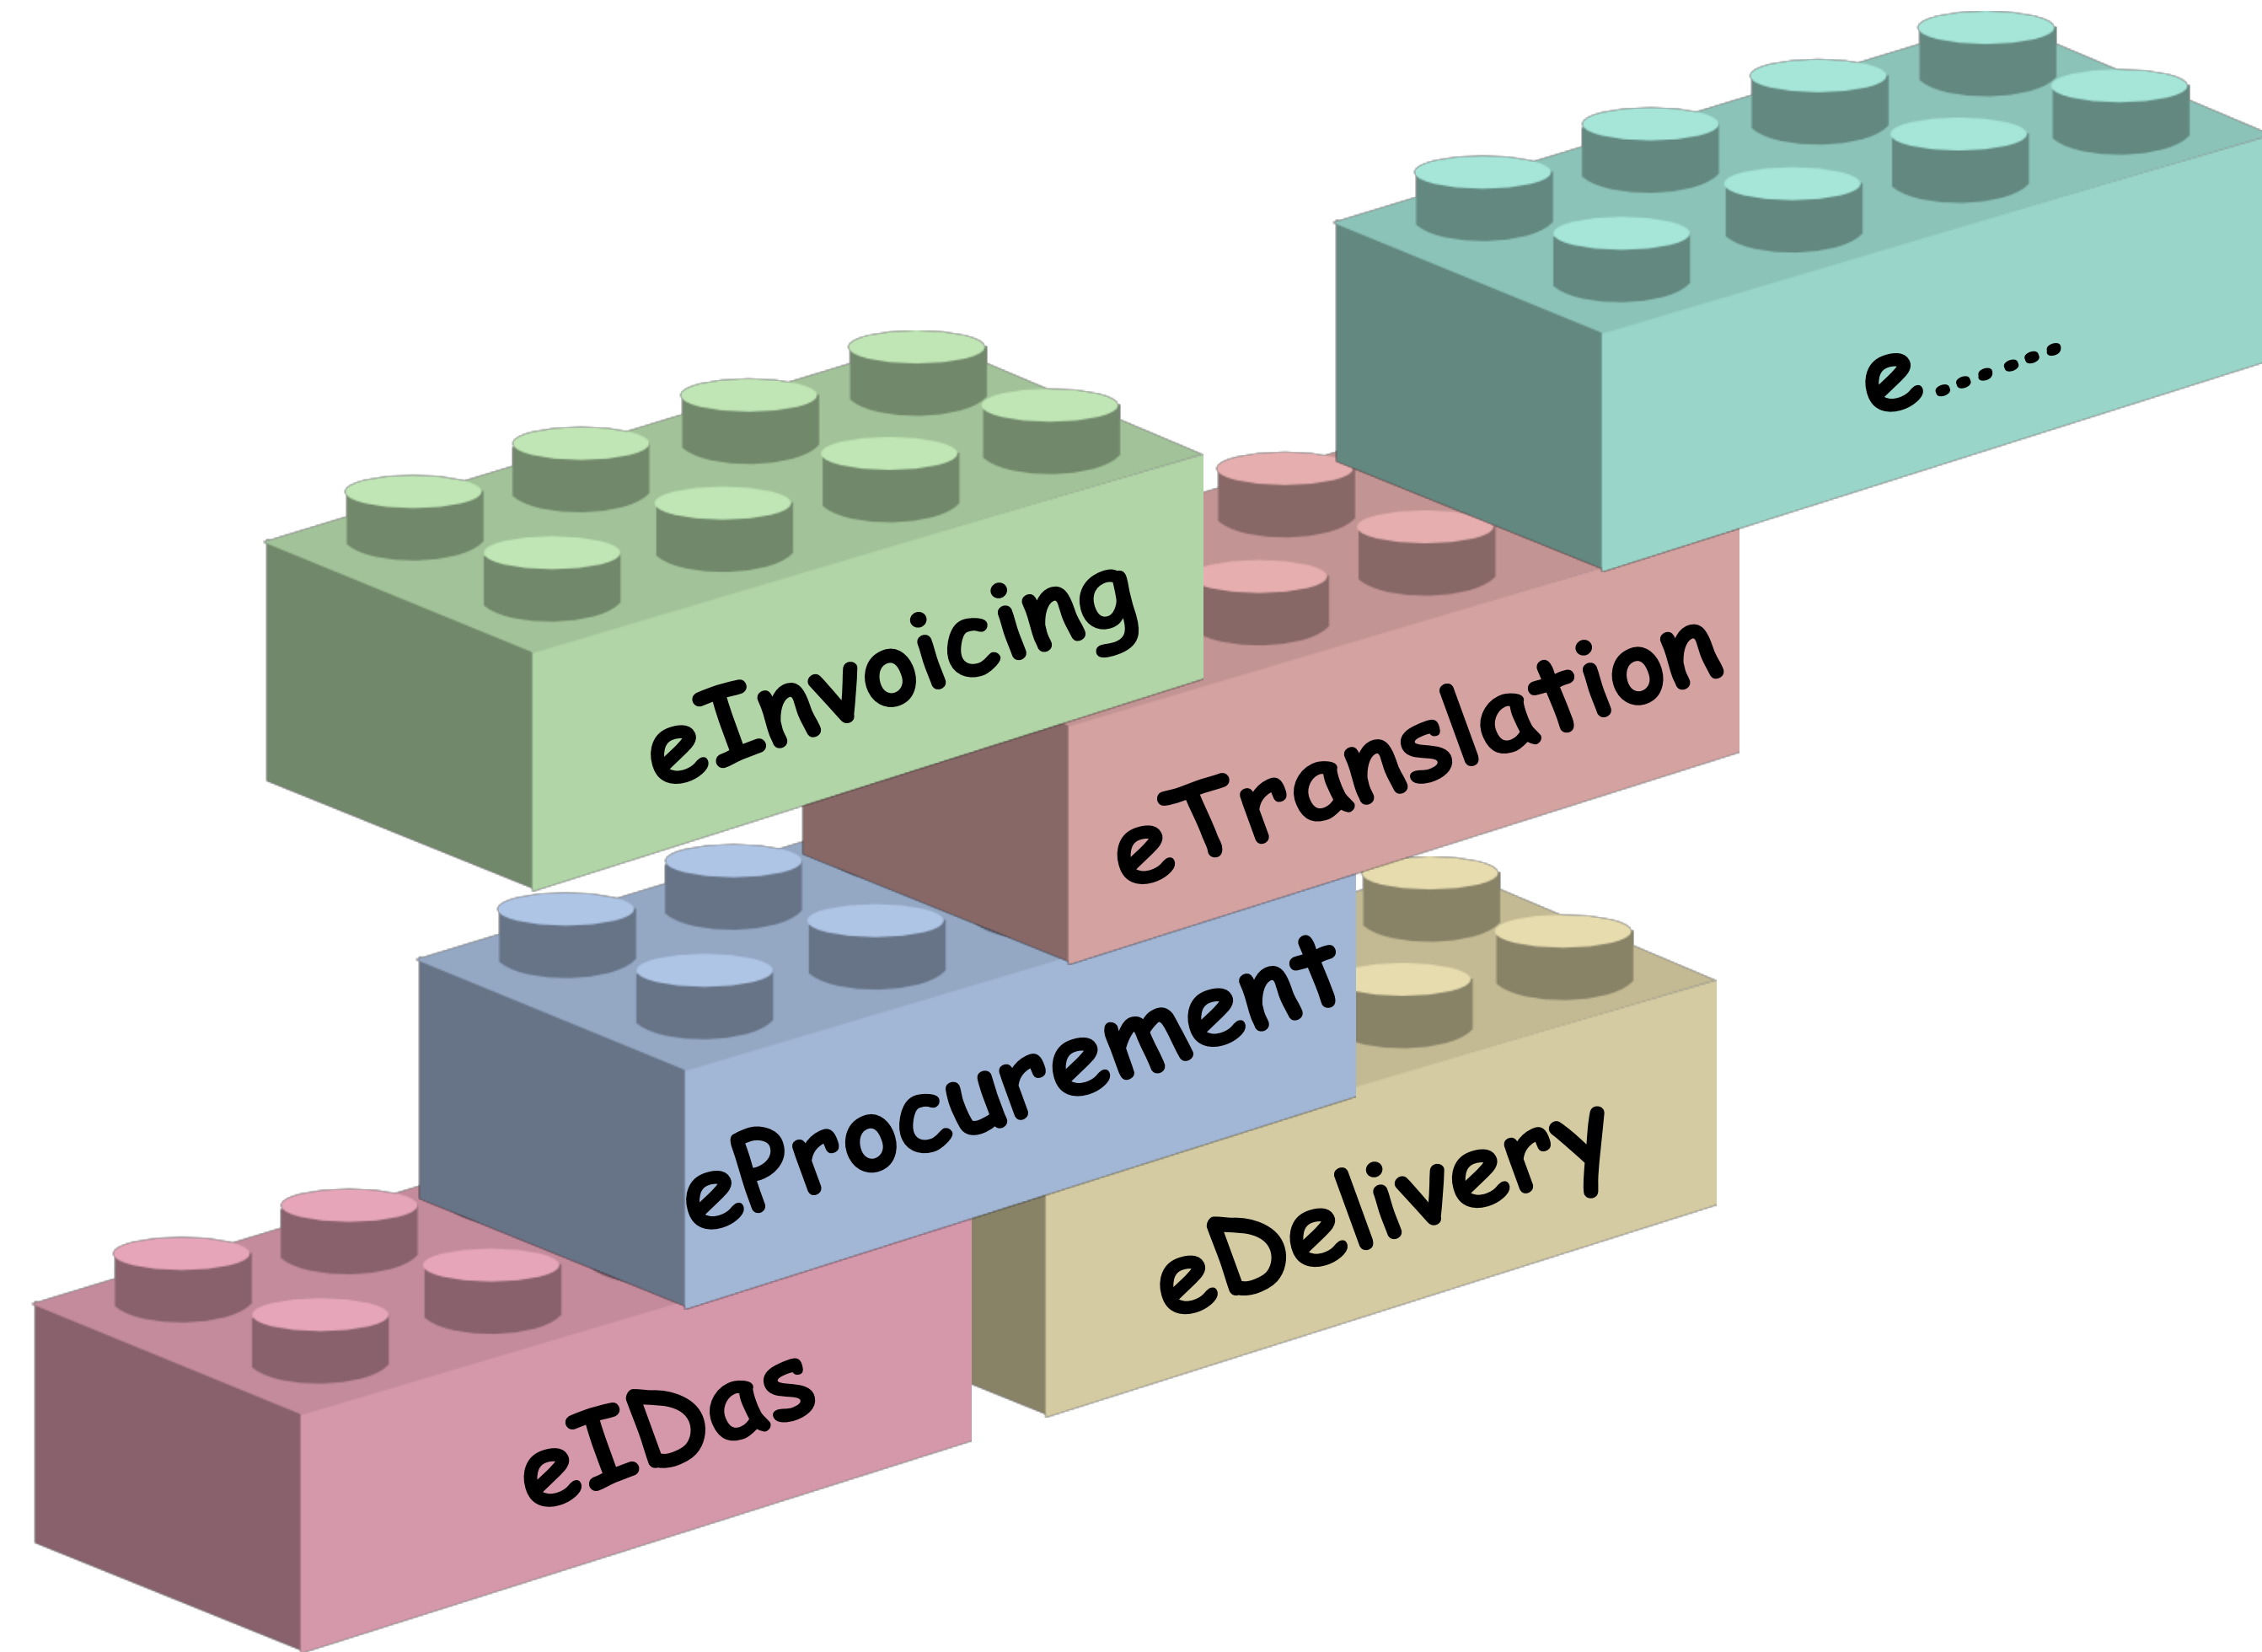 e.......
eInvoicing
eTranslation
eProcurement
eDelivery
eIDas